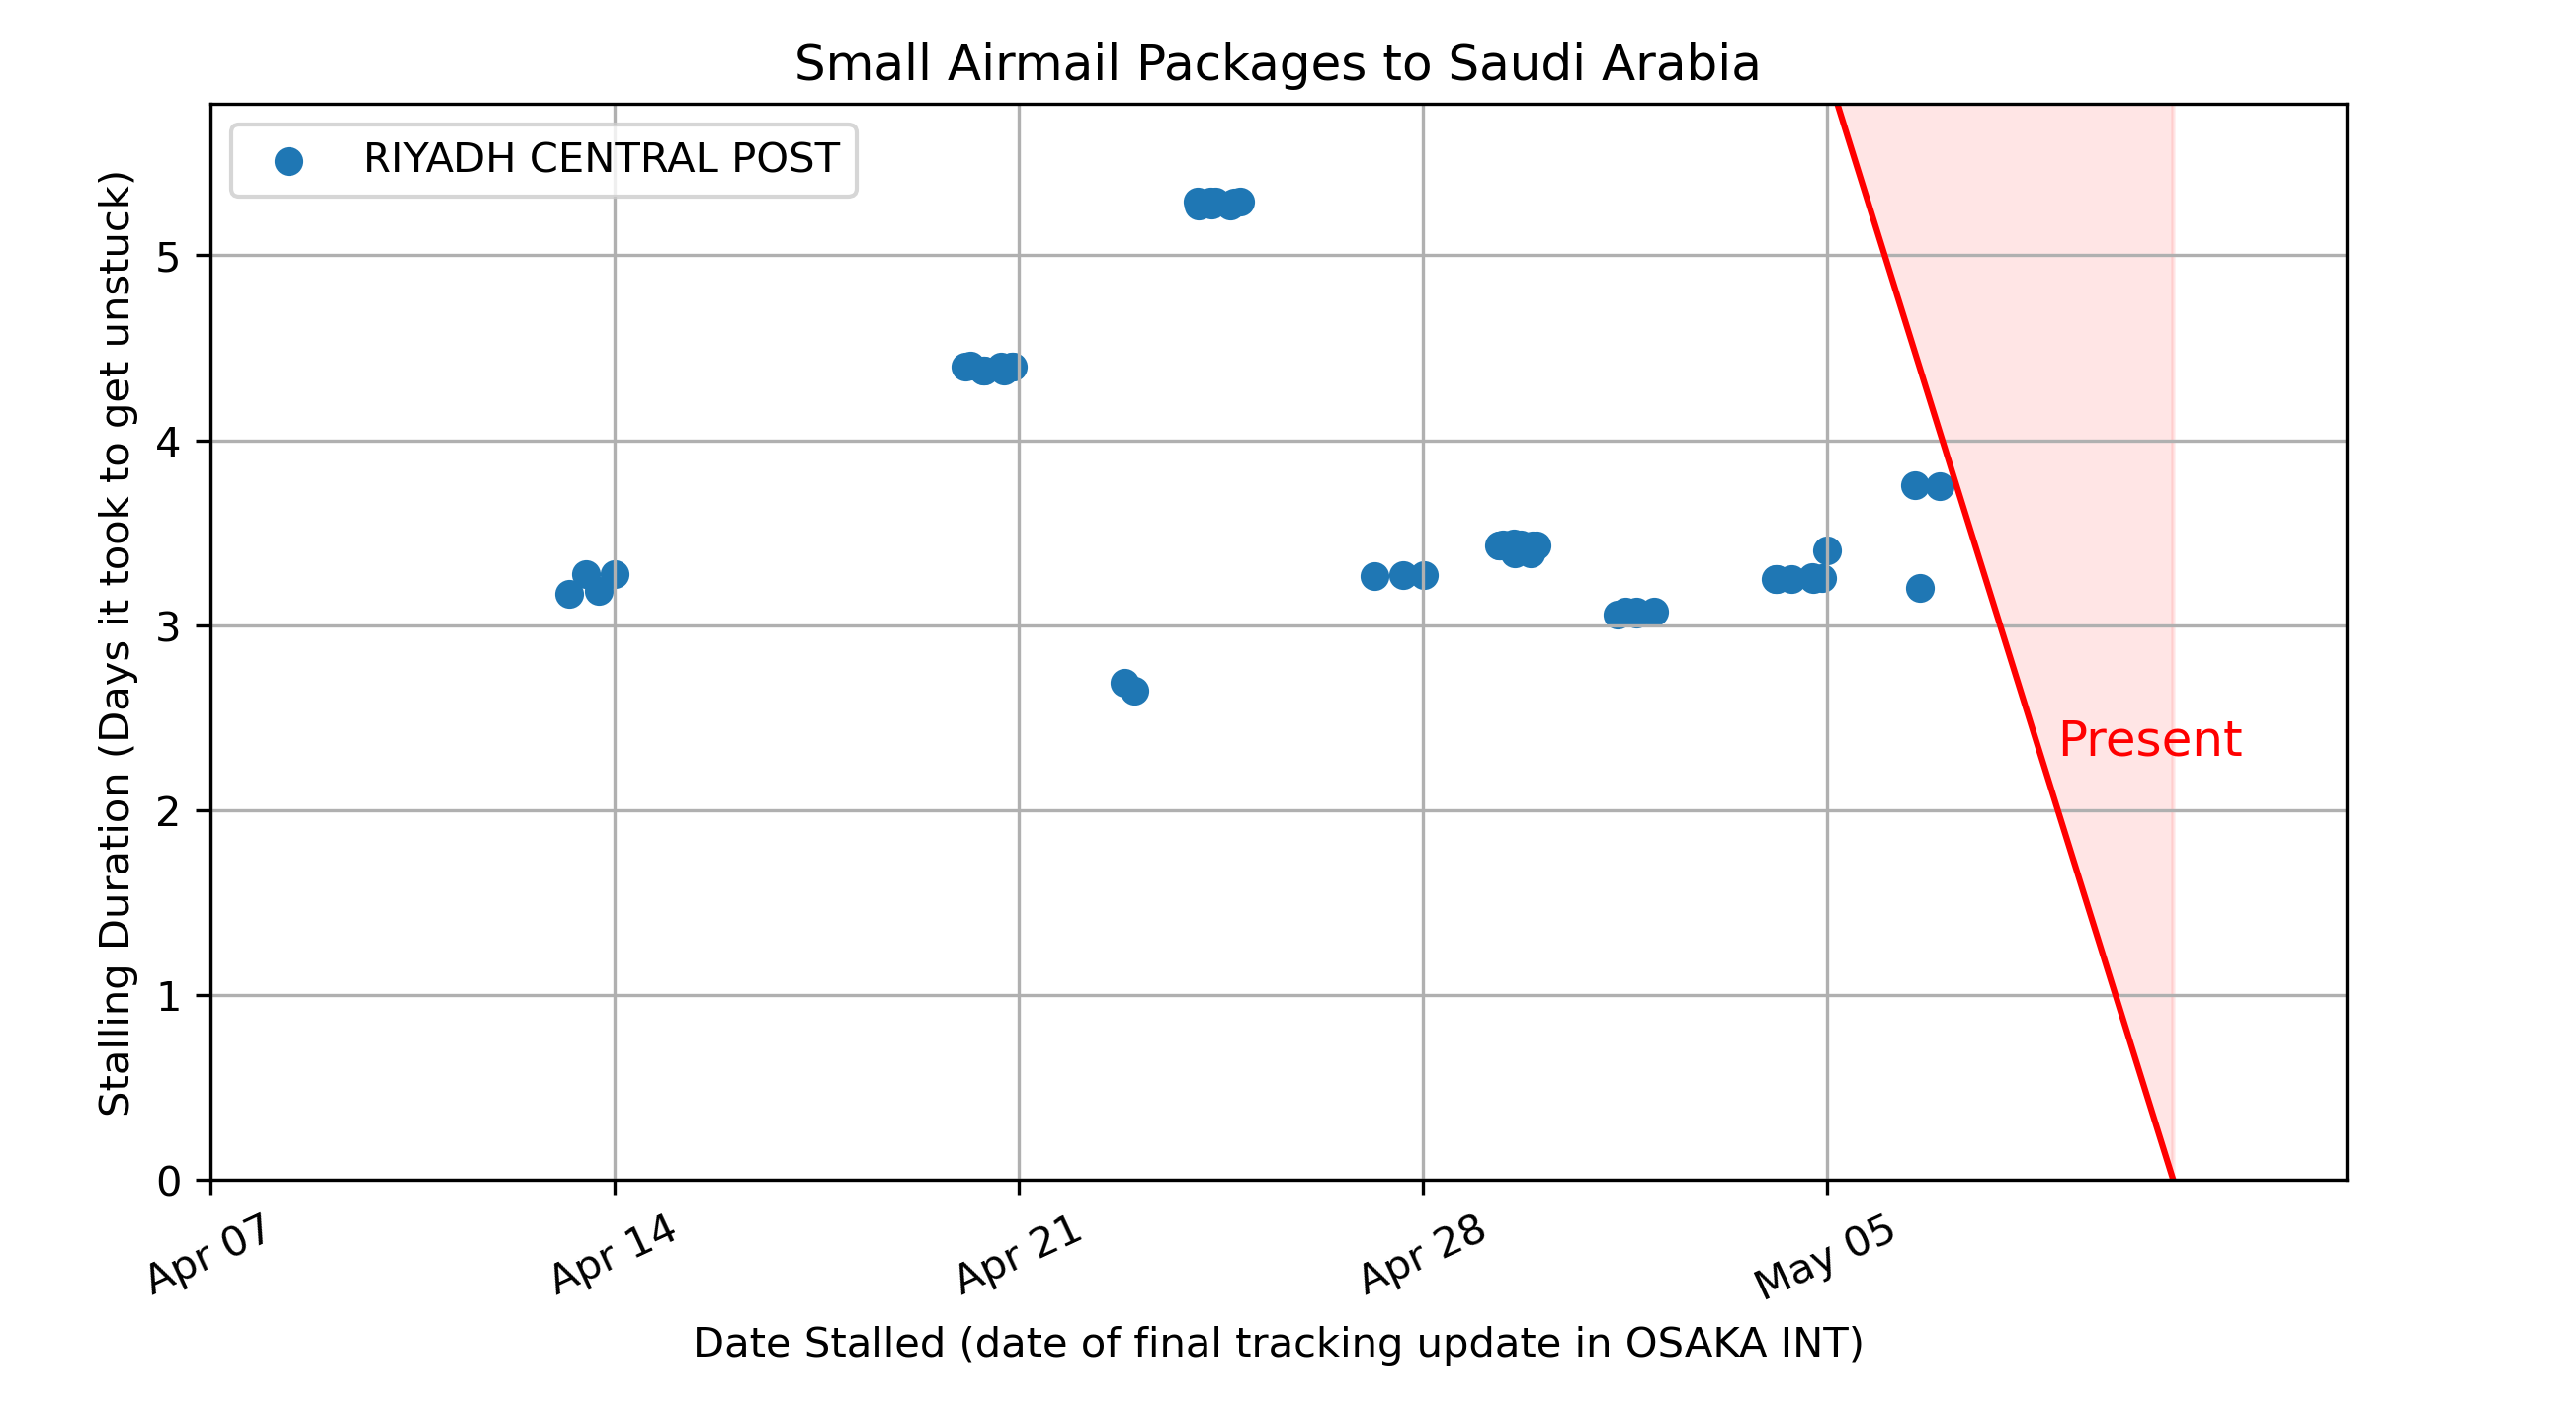 Small Airmail Packages to Saudi Arabia
RIYADH CENTRAL POST
Stalling Duration (Days it took to get unstuck)
5
4
3
2
1
0
Present
Apr 07
Apr 14
Apr 21
Apr 28
May 05
Date Stalled (date of final tracking update in OSAKA INT)